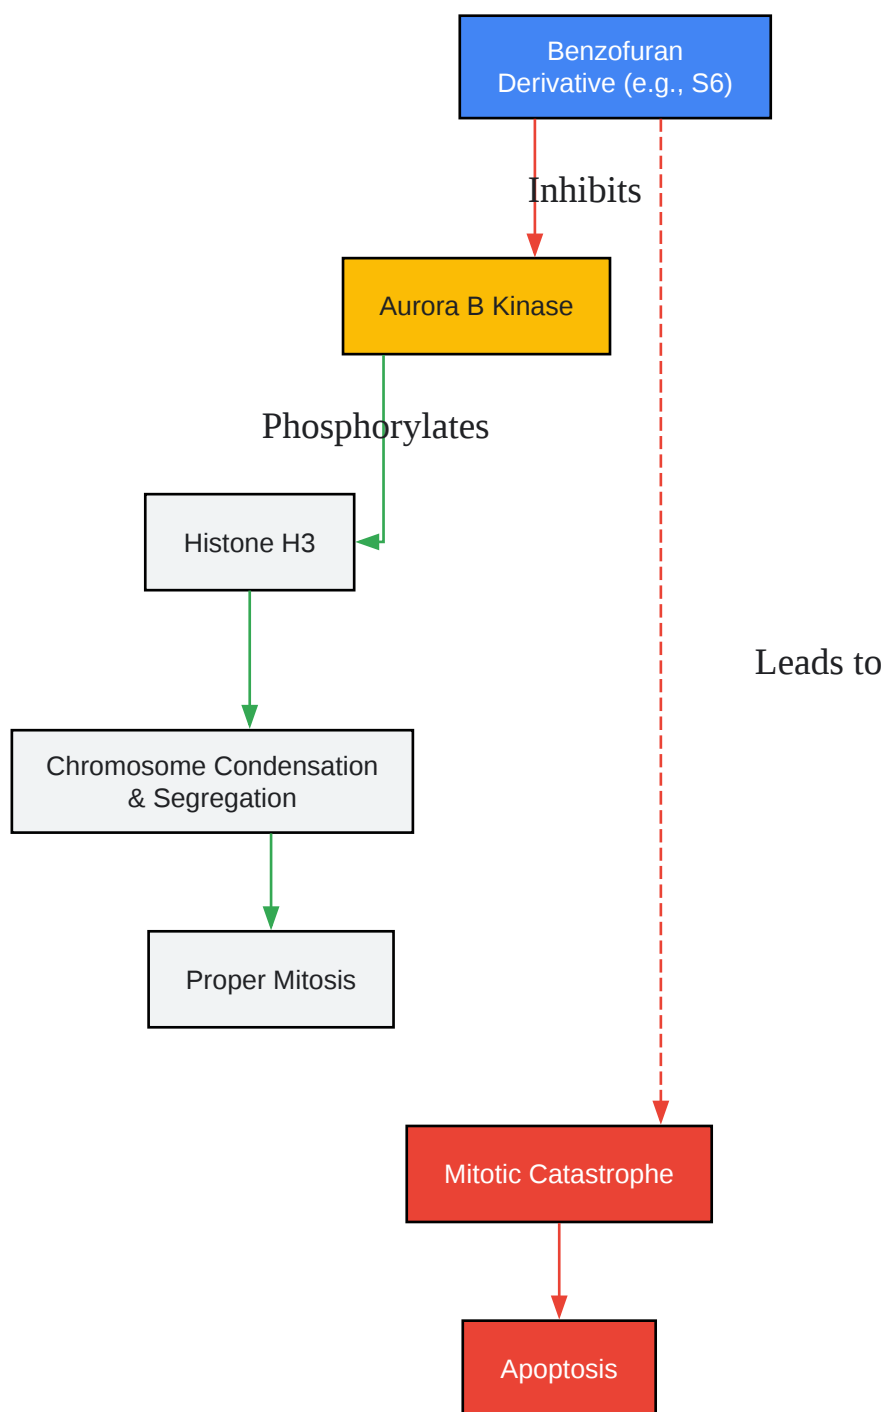 Benzofuran
Derivative (e.g., S6)
Inhibits
Aurora B Kinase
Phosphorylates
Histone H3
Leads to
Chromosome Condensation
& Segregation
Proper Mitosis
Mitotic Catastrophe
Apoptosis